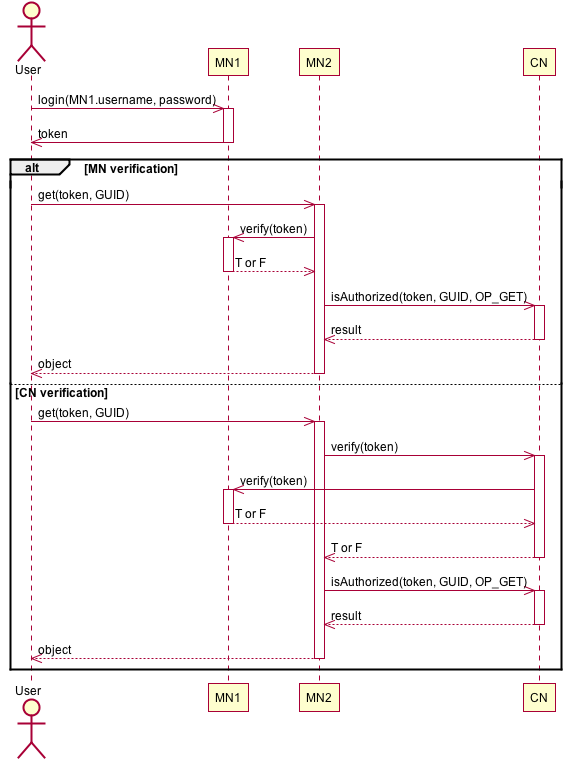 User
MN1
MN2
CN
login(MN1.username, password)
token
alt
[MN verification]
get(token, GUID)
verify(token)
T or F
isAuthorized(token, GUID, OP_GET)
result
object
[CN verification]
get(token, GUID)
verify(token)
verify(token)
T or F
T or F
isAuthorized(token, GUID, OP_GET)
result
object
User
MN1
MN2
CN